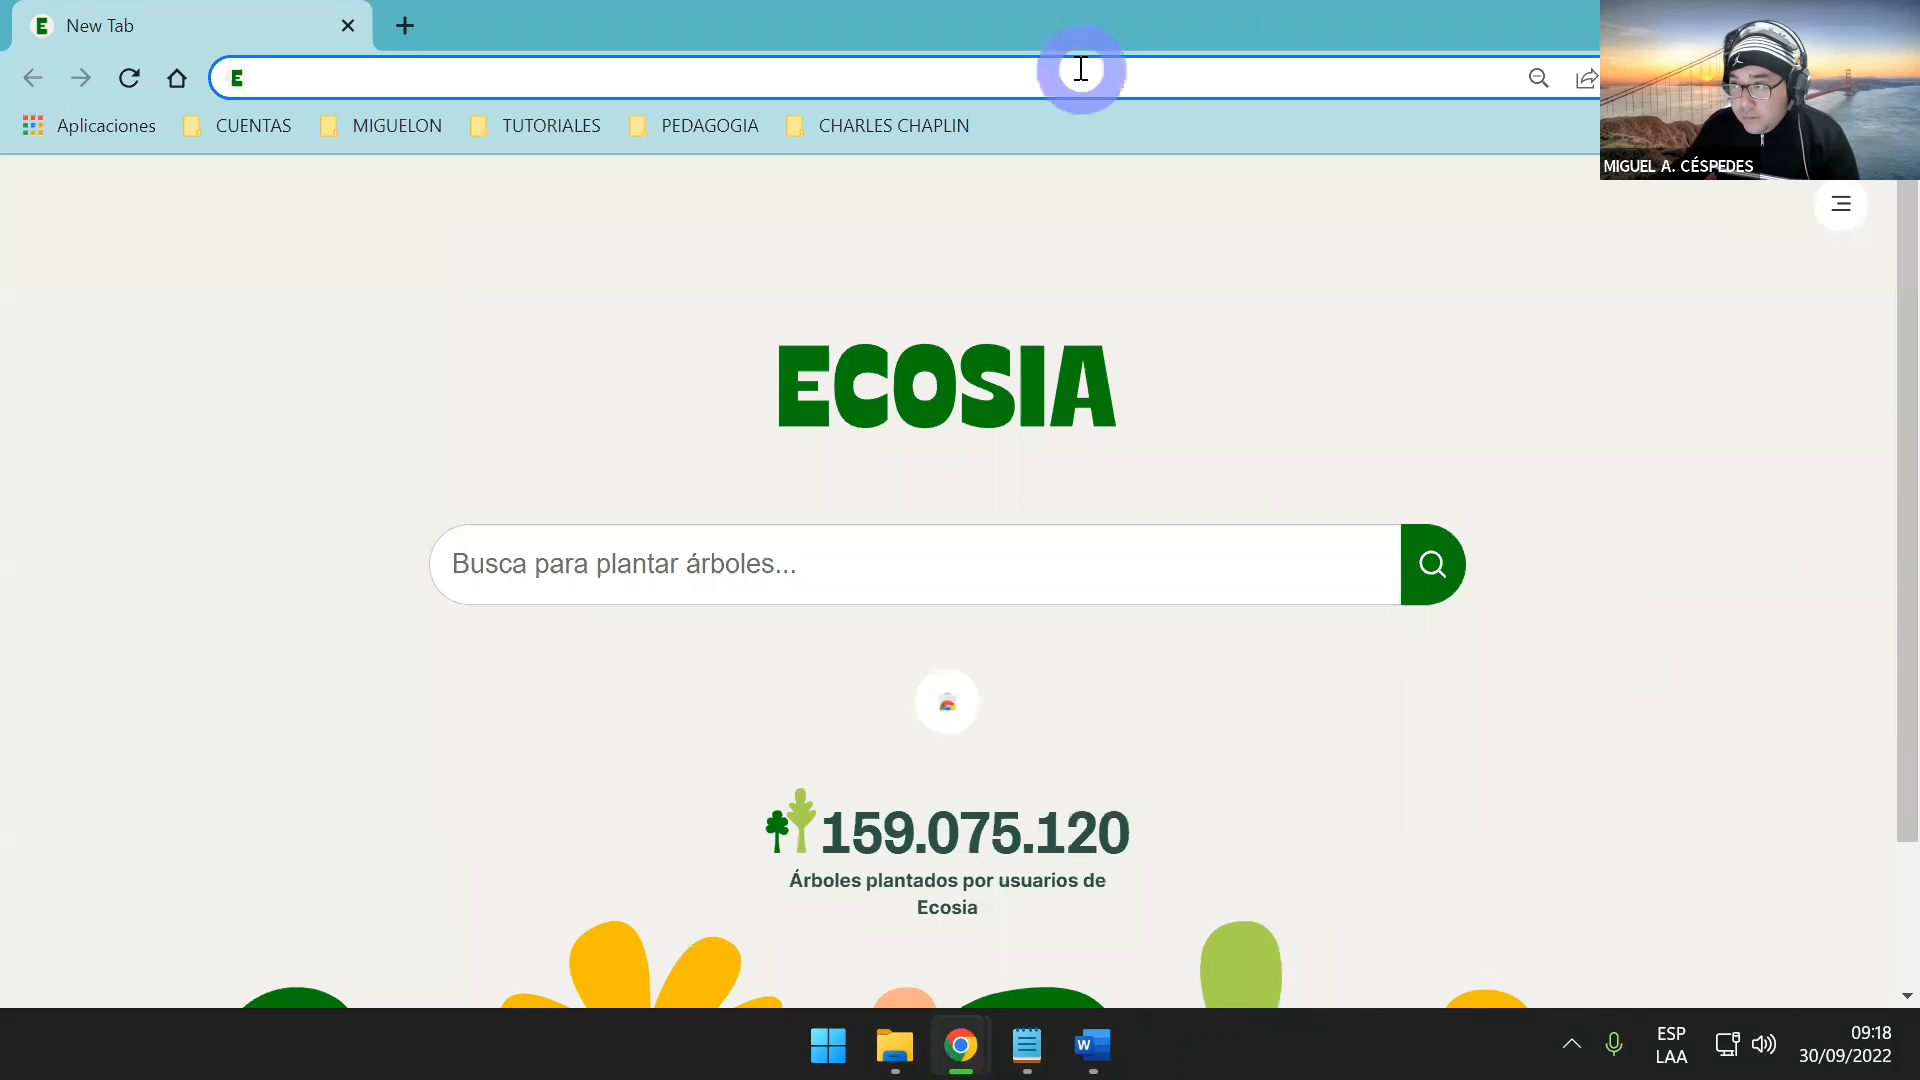 New Tab
E
MIGUEL A. CÉSPEDES
Aplicaciones
CUENTAS
MIGUELON
TUTORIALES
PEDAGOGIA
CHARLES CHAPLIN
ECOSIA
Busca para plantar árboles...
159.075.120
Árboles plantados por usuarios de
Ecosia
ESP
LAA
09:18
30/09/2022